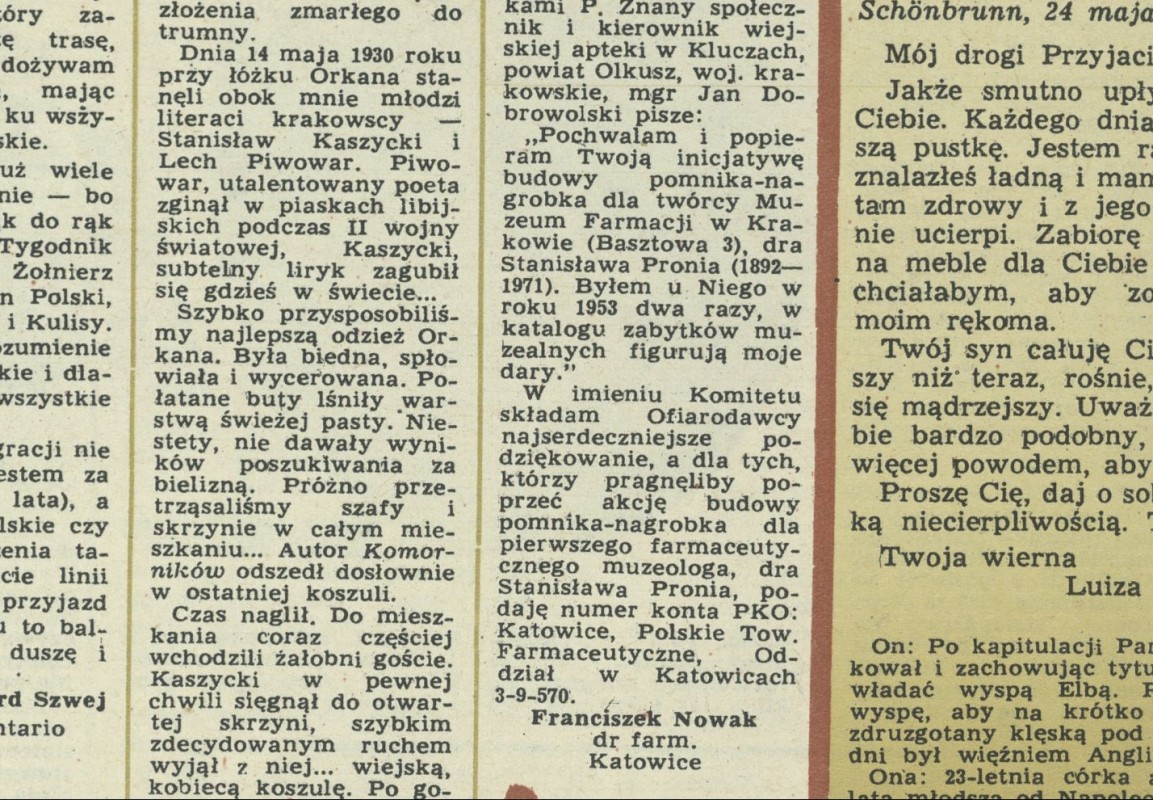 tóry za-
trasę,
dożywam
mając
ku wszy-
skie.
uż wiele
nie — bo
k do rąk
Tygodnik
Żołnierz
n Polski,
i Kulisy.
ozumienie
kie i dla-
wszystkie
gracji nie
estem za
lata), a
lskie czy
zenia ta-
cie linii
przyjazd
u to bal-
duszę i
rd Szwej
ntario
złożenia zmarłego do
trumny.
Dnia 14 maja 1930 roku
przy łóżku Orkana sta-
nęli obok mnie młodzi
literaci krakowscy —
Stanisław Kaszycki i
Lech Piwowar. Piwo-
war, utalentowany poeta
zginął w piaskach libij-
skich podczas II wojny
światowej, Kaszycki,
subtelny liryk zagubił
się gdzieś w świecie...
Szybko przysposobiliś-
my najlepszą odzież Or-
kana. Była biedna, spło-
wiała i wycerowana. Po-
łatane buty lśniły war-
stwą świeżej pasty. Nie-
stety, nie dawały wyni-
ków poszukiwania za
bielizną. Próżno prze-
trząsaliśmy szafy i
skrzynie w całym mie-
szkaniu... Autor Komor-
ników odszedł dosłownie
w ostatniej koszuli.
Czas naglił. Do miesz-
kania coraz częściej
wchodzili żałobni goście.
Kaszycki w pewnej
chwili sięgnął do otwar-
tej skrzyni, szybkim
zdecydowanym ruchem
wyjął z niej... wiejską,
kobiecą koszulę. Po go-
kami P. Znany społecz-
nik i kierownik wiej-
skiej apteki w Kluczach,
powiat Olkusz, woj. kra-
kowskie, mgr Jan Do-
browolski pisze:
„Pochwalam i popie-
ram Twoją inicjatywę
budowy pomnika-na-
grobka dla twórcy Mu-
zeum Farmacji w Kra-
kowie (Basztowa 3), dra
Stanisława Pronia (1892—
1971). Byłem u Niego w
roku 1953 dwa razy, w
katalogu zabytków mu-
zealnych figurują moje
dary.”
W imieniu Komitetu
składam Ofiarodawcy
najserdeczniejsze po-
dziękowanie, a dla tych,
którzy pragnęliby po-
przeć akcję budowy
pomnika-nagrobka dla
pierwszego farmaceuty-
cznego muzeologa, dra
Stanisława Pronia, po-
daję numer konta PKO:
Katowice, Polskie Tow.
Farmaceutyczne, Od-
dział w Katowicach
3-9-570.
Franciszek Nowak
dr farm.
Katowice
Schönbrunn, 24 maja
Mój drogi Przyjaci
Jakże smutno upły
Ciebie. Każdego dnia
szą pustkę. Jestem ra
znalazłeś ładną i mam
tam zdrowy i z jego
nie ucierpi. Zabiorę
na meble dla Ciebie
chciałabym, aby zo
moim rękoma.
Twój syn całuję Ci
szy niż teraz, rośnie,
się mądrzejszy. Uważ
bie bardzo podobny,
więcej powodem, aby
Proszę Cię, daj o sob
ką niecierpliwością. T
Twoja wierna
Luiza
On: Po kapitulacji Par
kował i zachowując tytu
władać wyspą Elbą. P
wyspę, aby na krótko
zdruzgotany klęską pod
dni był więźniem Angli
Ona: 23-letnia córka
lata młodsza od Napole